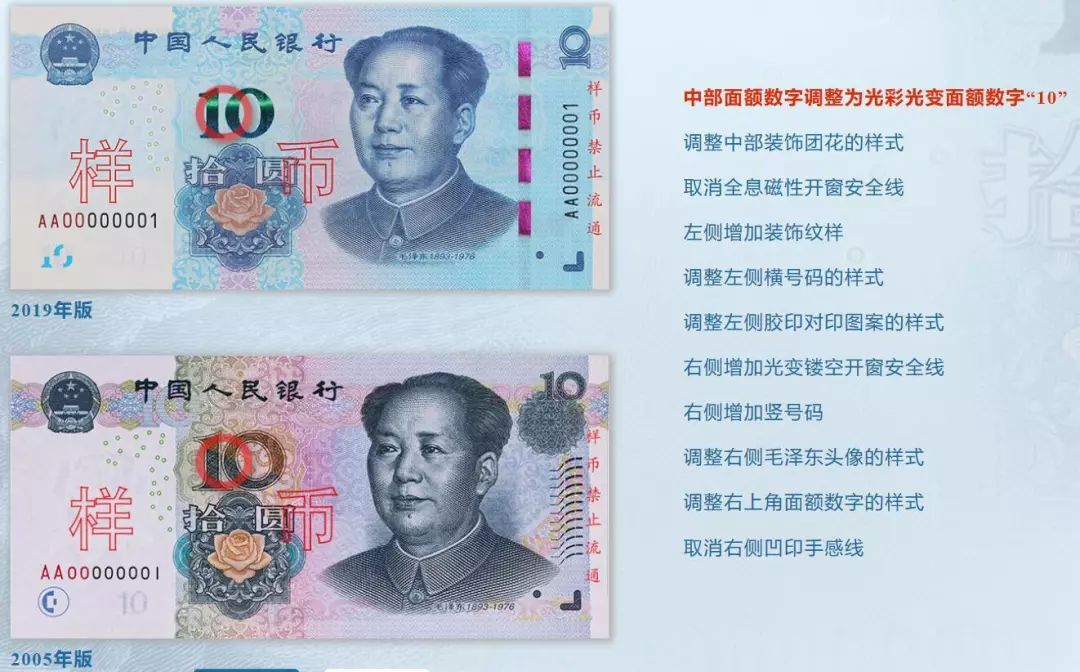 中国人民银行
10
10
样币禁止流通
样 币
拾 圆
AA00000001
AA00000001
10
毛泽东1893-1976
2019年版
中国人民银行
10
10
样币禁止流通
样 币
拾 圆
AA00000001
10
毛泽东1893-1976
2005年版
中部面额数字调整为光彩光变面额数字“10”
调整中部装饰团花的样式
取消全息磁性开窗安全线
左侧增加装饰纹样
调整左侧横号码的样式
调整左侧胶印对印图案的样式
右侧增加光变镂空开窗安全线
右侧增加竖号码
调整右侧毛泽东头像的样式
调整右上角面额数字的样式
取消右侧凹印手感线
拾